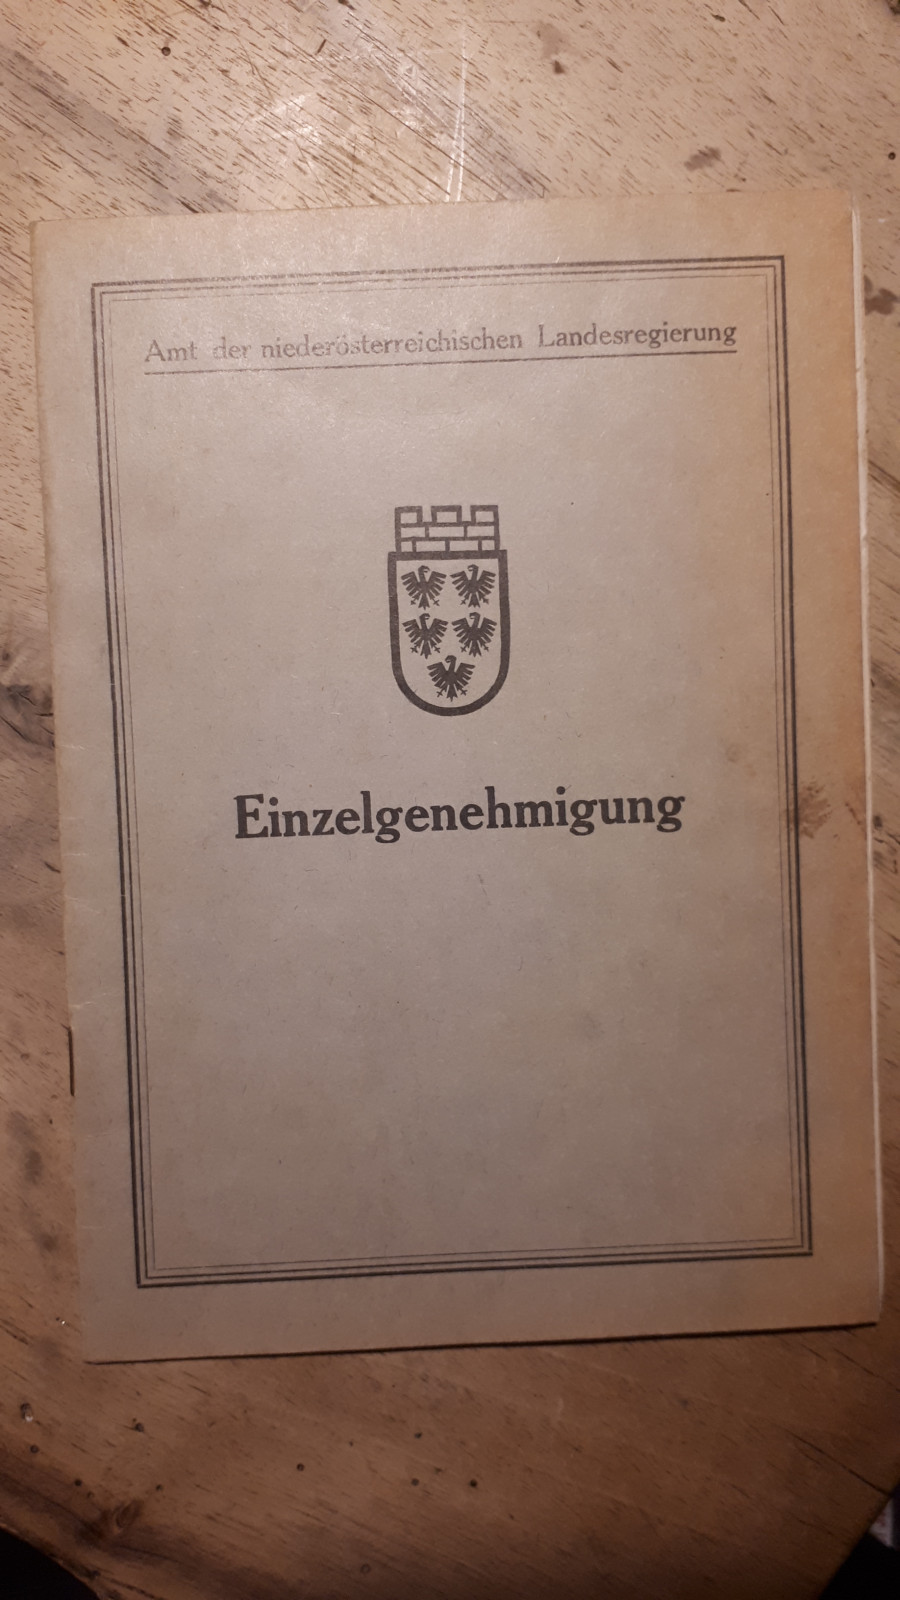 Amt der niederösterreichischen Landesregierung
Einzelgenehmigung